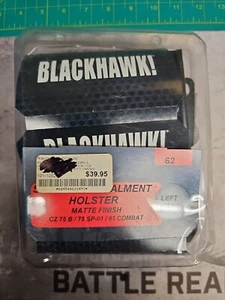 BLACKHAWK!
BLACKHAWK!
$39.95
62
ALMENT
HOLSTER
MATTE FINISH
LEFT
CZ 75 B / 75 SP-01 / 85 COMBAT
BATTLE REA